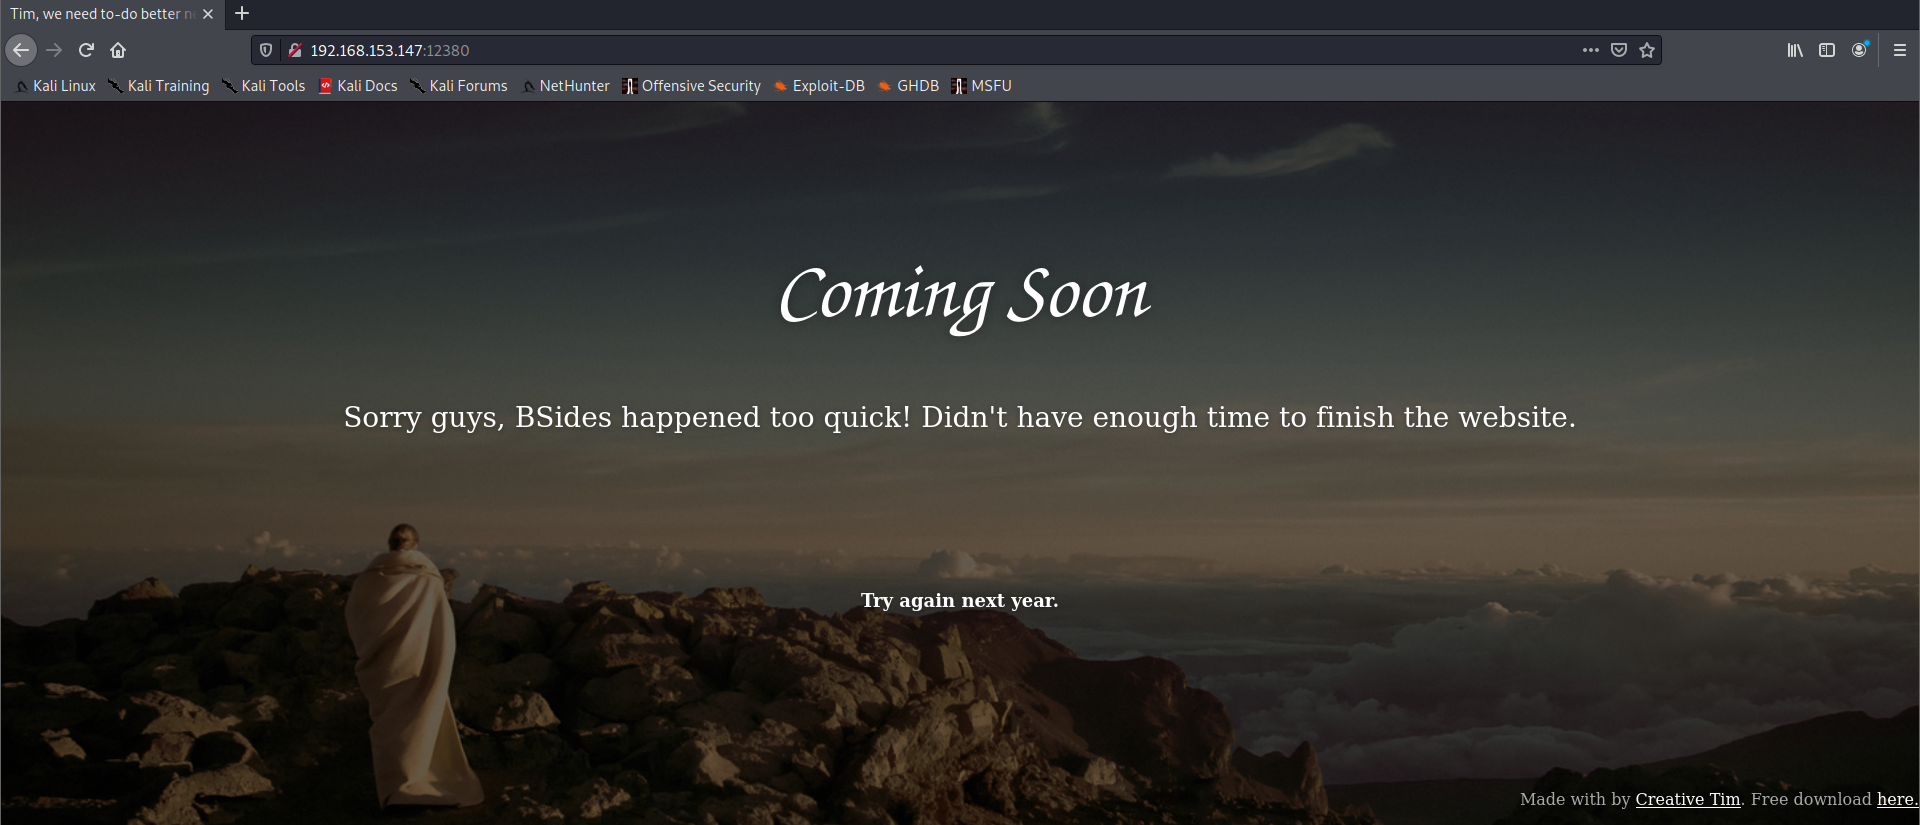 Tim, we need to-do better
192.168.153.147:12380
Kali Linux Kali Training Kali Tools Kali Docs Kali Forums NetHunter Offensive Security Exploit-DB GHDB MSFU
Coming Soon
Sorry guys, BSides happened too quick! Didn't have enough time to finish the website.
Try again next year.
Made with by Creative Tim. Free download here.